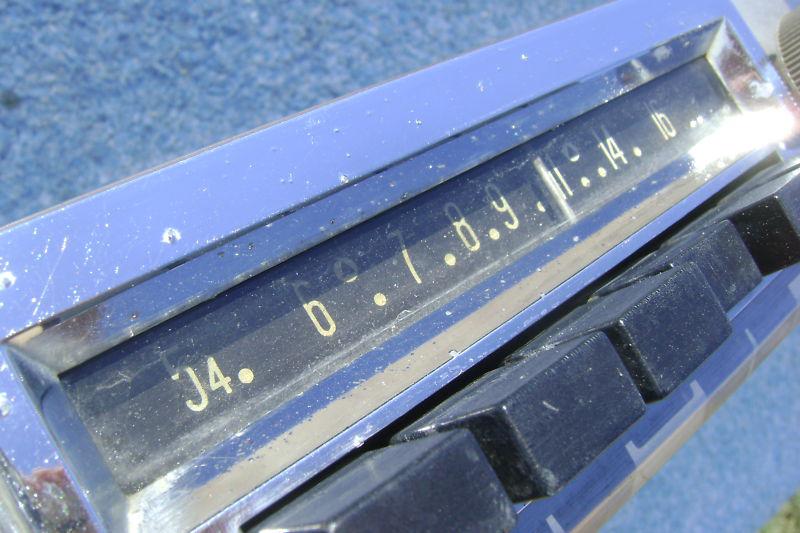 54. 6 . 7 . 8 . 9 . 11 . . 14 . 16 . .